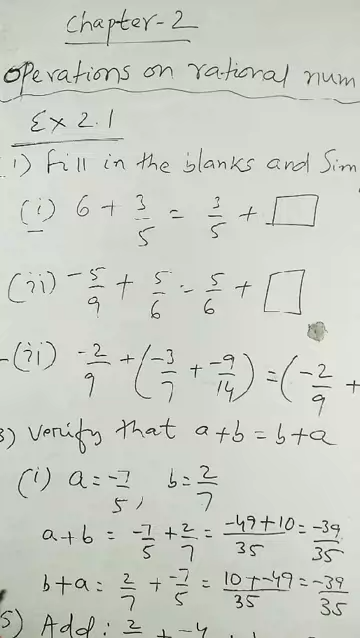 Chapter-2
operations on rational num
Ex 2.1
1) Fill in the blanks and Sim
(i) 6 + 3/5 = 3/5 + □
(ii) -5/9 + 5/6 = 5/6 + □
(ii) -2/9 + (-3/7 + -9/14) = (-2/9 +
3) Verify that a+b = b+a
(i) a = -7/5, b = 2/7
a+b = -7/5 + 2/7 = -49+10/35 = -39/35
b+a = 2/7 + -7/5 = 10+-49/35 = -39/35
5) Add: 2 + -4